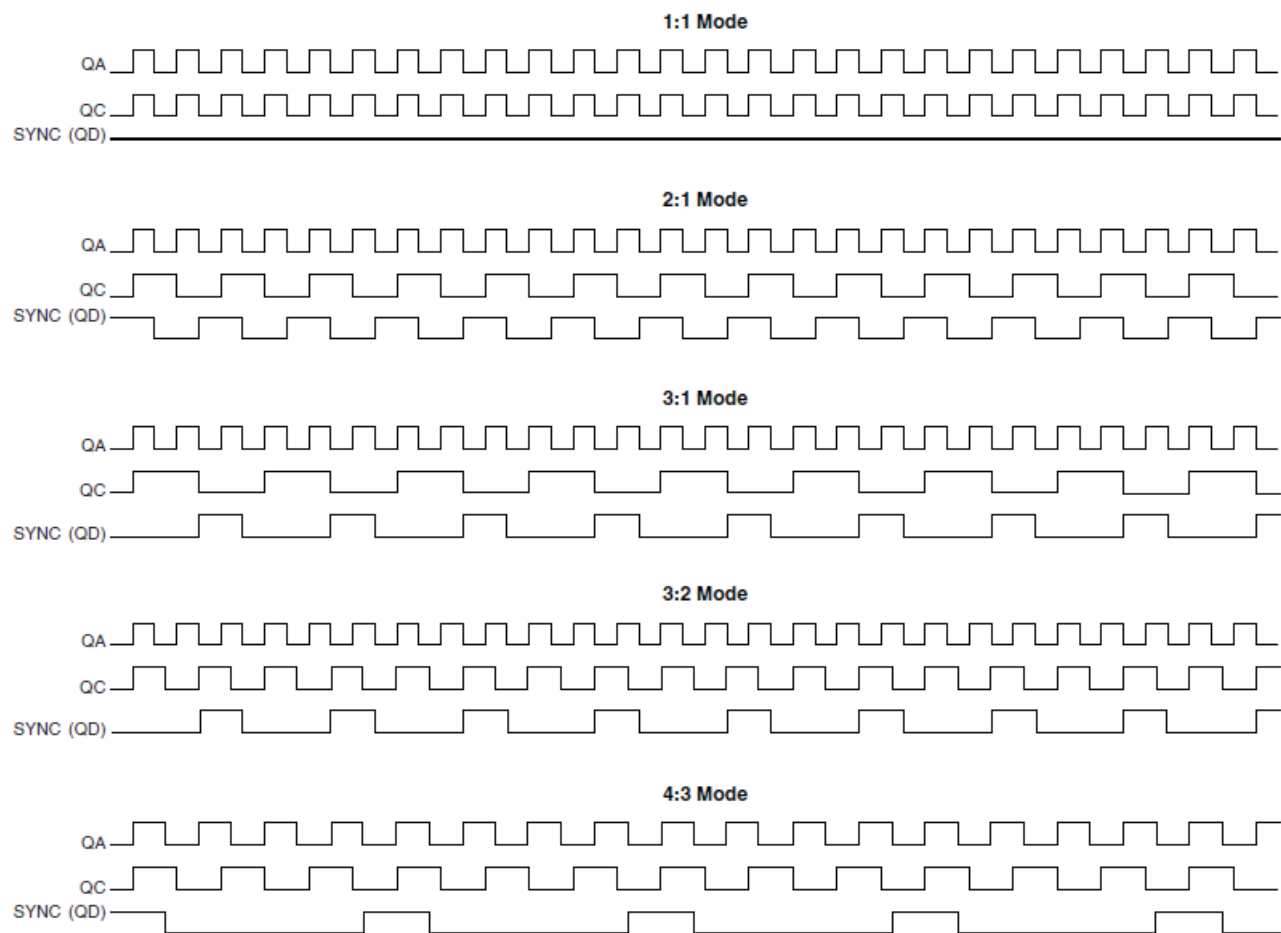 1:1 Mode
QA
QC
SYNC (QD)
2:1 Mode
QA
QC
SYNC (QD)
3:1 Mode
QA
QC
SYNC (QD)
3:2 Mode
QA
QC
SYNC (QD)
4:3 Mode
QA
QC
SYNC (QD)